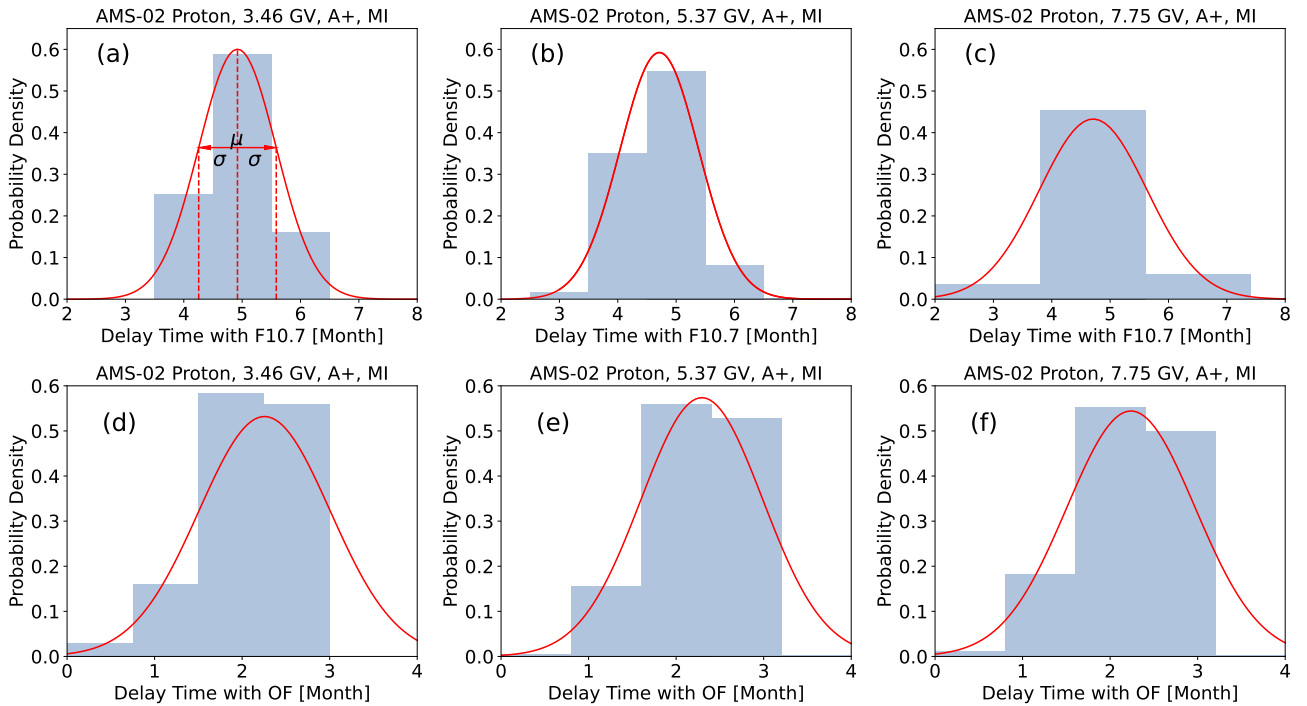 AMS-02 Proton, 3.46 GV, A+, MI
(a)
μ
σ σ
Probability Density
0.0 0.1 0.2 0.3 0.4 0.5 0.6
2 3 4 5 6 7 8
Delay Time with F10.7 [Month]
AMS-02 Proton, 5.37 GV, A+, MI
(b)
Probability Density
0.0 0.1 0.2 0.3 0.4 0.5 0.6
2 3 4 5 6 7 8
Delay Time with F10.7 [Month]
AMS-02 Proton, 7.75 GV, A+, MI
(c)
Probability Density
0.0 0.1 0.2 0.3 0.4 0.5 0.6
2 3 4 5 6 7 8
Delay Time with F10.7 [Month]
AMS-02 Proton, 3.46 GV, A+, MI
(d)
Probability Density
0.0 0.1 0.2 0.3 0.4 0.5 0.6
0 1 2 3 4
Delay Time with OF [Month]
AMS-02 Proton, 5.37 GV, A+, MI
(e)
Probability Density
0.0 0.1 0.2 0.3 0.4 0.5 0.6
0 1 2 3 4
Delay Time with OF [Month]
AMS-02 Proton, 7.75 GV, A+, MI
(f)
Probability Density
0.0 0.1 0.2 0.3 0.4 0.5 0.6
0 1 2 3 4
Delay Time with OF [Month]